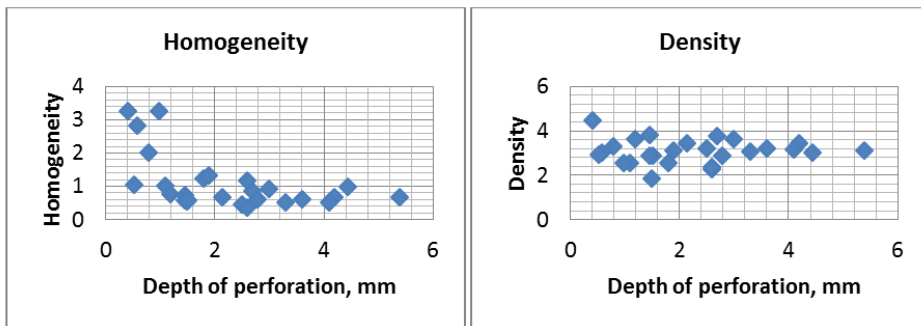 Homogeneity
Homogeneity
4
3
2
1
0
0 2 4 6
Depth of perforation, mm
Density
Density
6
4
2
0
0 2 4 6
Depth of perforation, mm